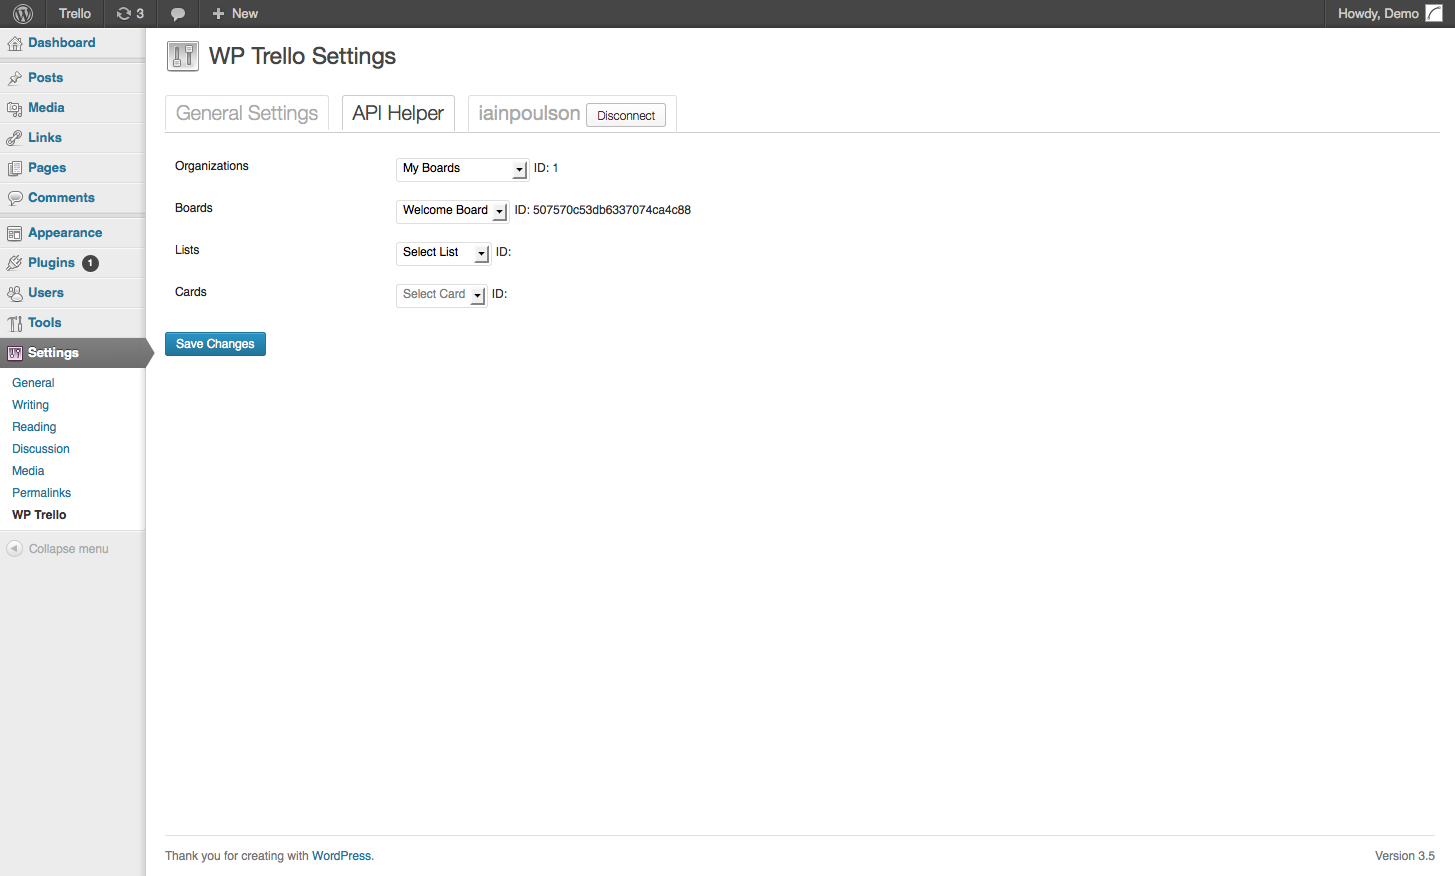 Trello 3 New Howdy, Demo
Dashboard
Posts
Media
Links
Pages
Comments
Appearance
Plugins 1
Users
Tools
Settings
General
Writing
Reading
Discussion
Media
Permalinks
WP Trello
Collapse menu
WP Trello Settings
General Settings API Helper iainpoulson Disconnect
Organizations My Boards ID: 1
Boards Welcome Board ID: 507570c53db6337074ca4c88
Lists Select List ID:
Cards Select Card ID:
Save Changes
Thank you for creating with WordPress. Version 3.5